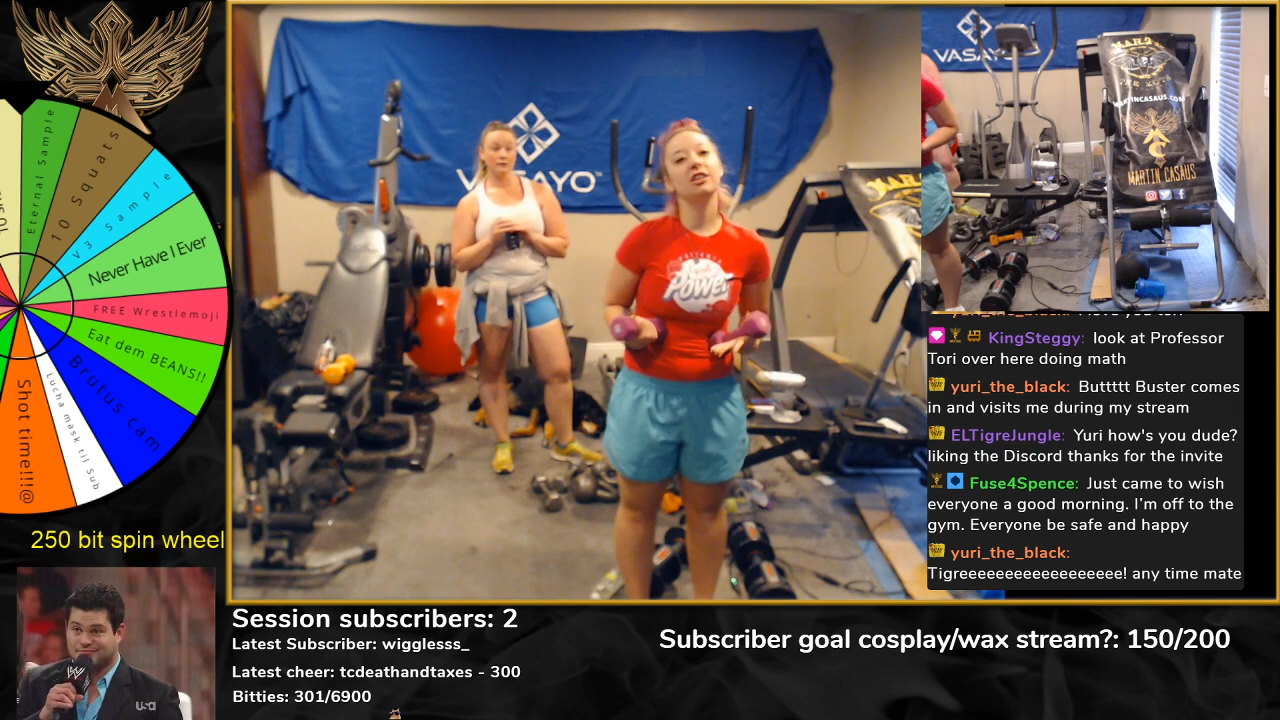 Eternal Sample
10 Squats
V3 Sample
Never Have I Ever
FREE Wrestlemoji
Eat dem BEANS!!
Brutus cam
Lucha mask til Sub
Shot time!!!@
250 bit spin wheel
VASAYO
Power
VASAYO
MARTINCASAUS.COM
MARTIN CASAUS
KingSteggy: look at Professor
Tori over here doing math
yuri_the_black: Buttttt Buster comes
in and visits me during my stream
ELTigreJungle: Yuri how's you dude?
liking the Discord thanks for the invite
Fuse4Spence: Just came to wish
everyone a good morning. I'm off to the
gym. Everyone be safe and happy
yuri_the_black:
Tigreeeeeeeeeeeeeeeeee! any time mate
Session subscribers: 2
Latest Subscriber: wigglesss_
Latest cheer: tcdeathandtaxes - 300
Bitties: 301/6900
Subscriber goal cosplay/wax stream?: 150/200
W
USA